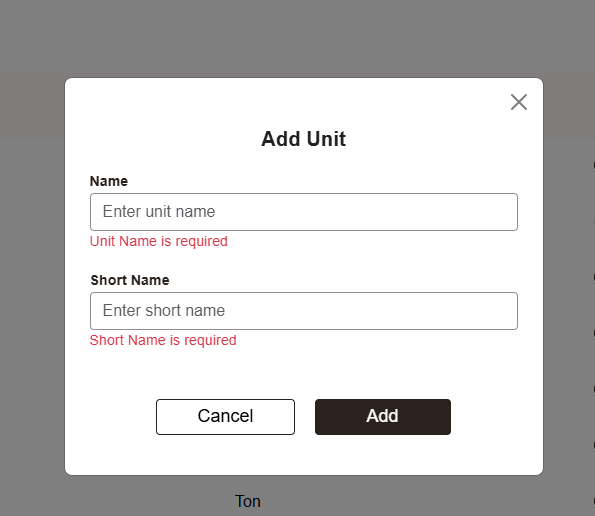 Add Unit
Name
Enter unit name
Unit Name is required
Short Name
Enter short name
Short Name is required
Cancel Add
Ton